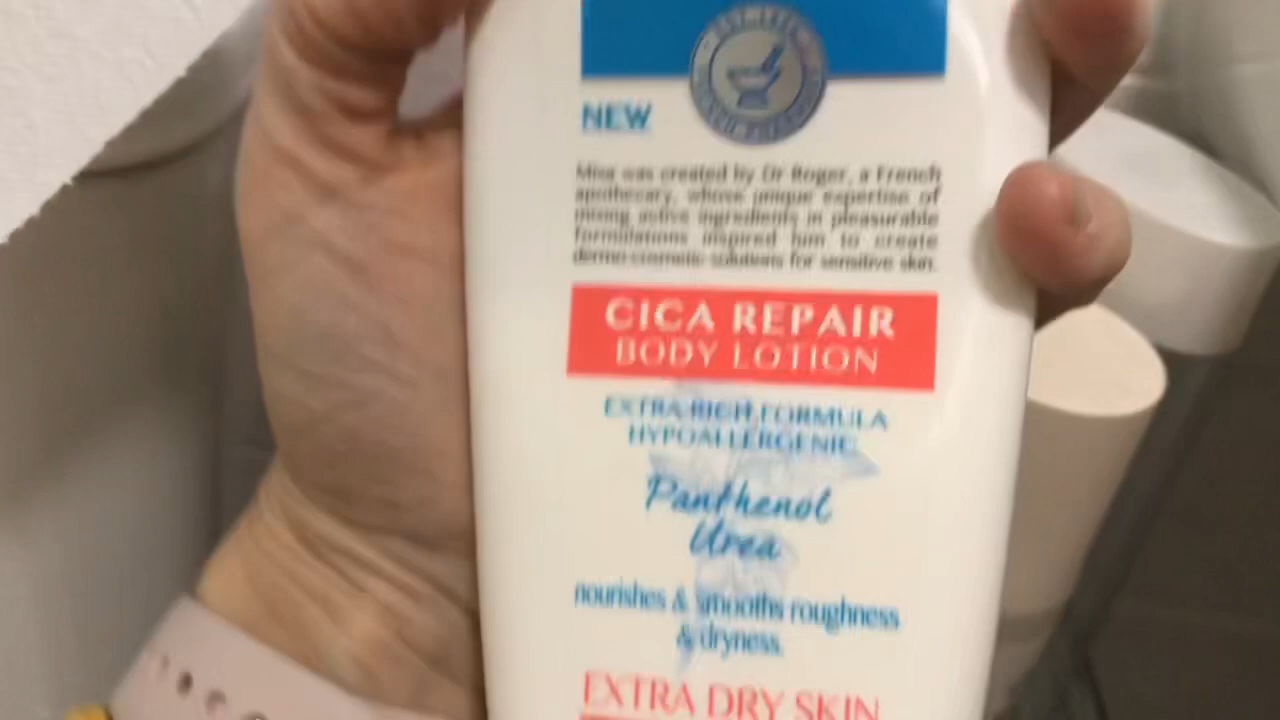 NEW
Mixa was created by Dr Roger, a French
apothecary, whose unique expertise of
mixing active ingredients in pleasurable
formulations inspired him to create
dermo-cosmetic solutions for sensitive skin.
CICA REPAIR
BODY LOTION
EXTRA-RICH FORMULA
HYPOALLERGENIC
Panthenol
Urea
nourishes & smooths roughness
& dryness.
EXTRA DRY SKIN